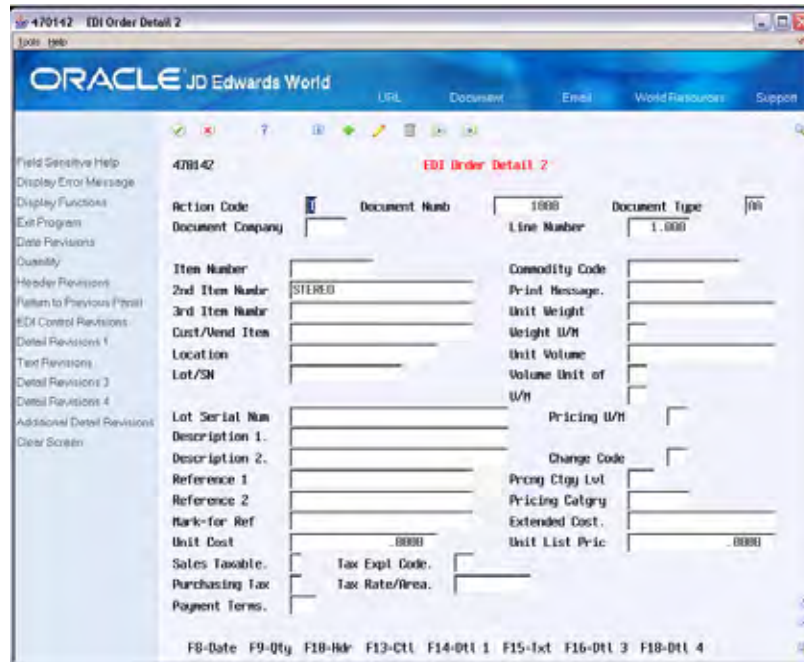 470142 EDI Order Detail 2
Tools Help
ORACLE JD Edwards World
URL Document Email World Resources Support
Field Sensitive Help
Display Error Message
Display Functions
Exit Program
Date Revisions
Quantity
Header Revisions
Return to Previous Panel
EDI Control Revisions
Detail Revisions 1
Text Revisions
Detail Revisions 3
Detail Revisions 4
Additional Detail Revisions
Clear Screen
470142 EDI Order Detail 2
Action Code I Document Numb 1000 Document Type
Document Company Line Number 1.000
Item Number Commodity Code
2nd Item Numbr STEREO Print Message.
3rd Item Numbr Unit Weight
Cust/Vend Item Weight U/M
Location Unit Volume
Lot/SN Volume Unit of
U/M
Lot Serial Num Pricing U/M
Description 1.
Description 2. Change Code
Reference 1 Prcng Ctgy Lvl
Reference 2 Pricing Catgry
Mark-for Ref Extended Cost.
Unit Cost .0000 Unit List Pric .0000
Sales Taxable. Tax Expl Code.
Purchasing Tax Tax Rate/Area.
Payment Terms.
F8=Date F9=Qty F10=Hdr F13=Ctl F14=Dtl 1 F15=Txt F16=Dtl 3 F18=Dtl 4